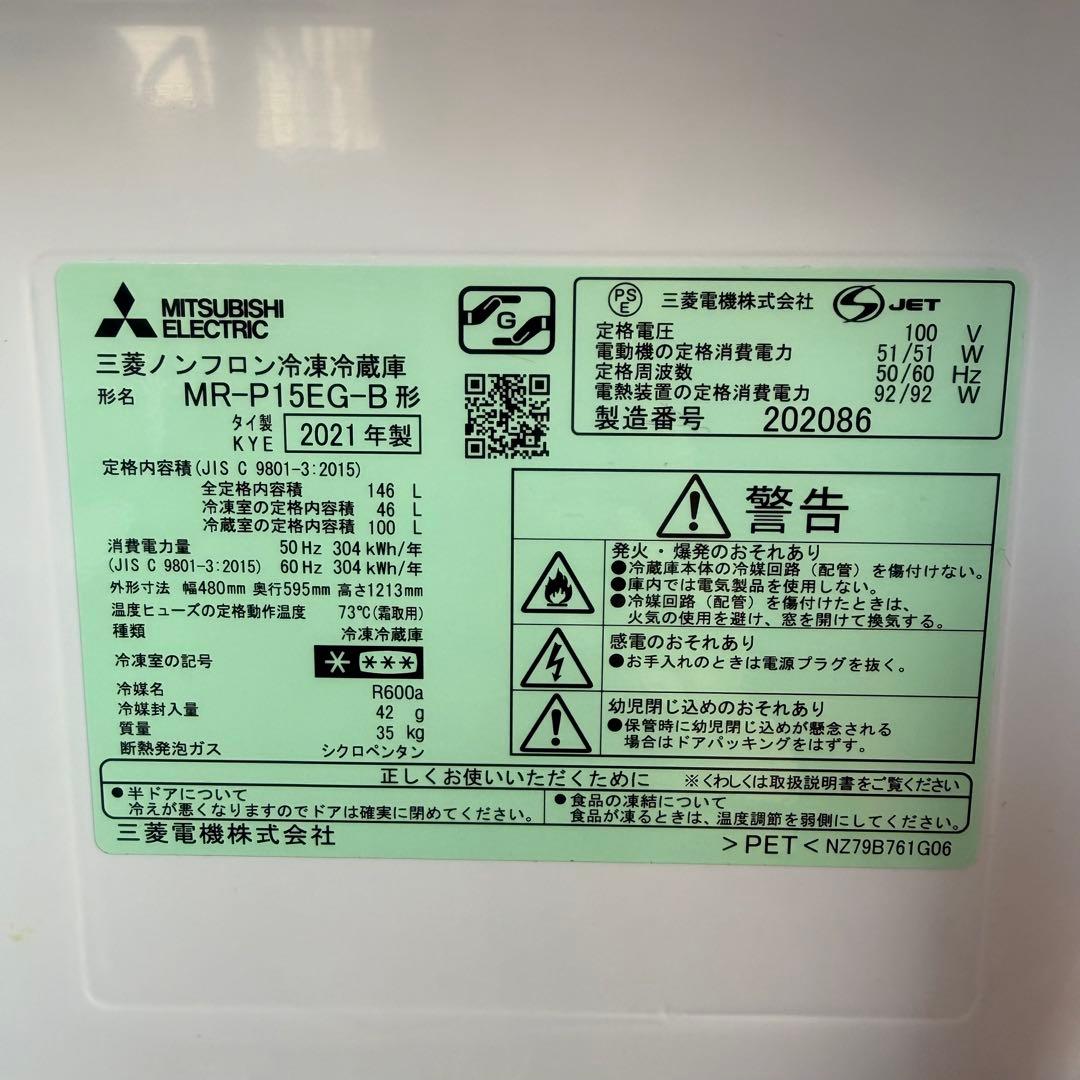 MITSUBISHI
ELECTRIC
三菱ノンフロン冷凍冷蔵庫
形名 MR-P15EG-B 形
タイ製
KYE 2021年製
定格内容積(JIS C 9801-3:2015)
全定格内容積 146 L
冷凍室の定格内容積 46 L
冷蔵室の定格内容積 100 L
消費電力量 50Hz 304 kWh/年
(JIS C 9801-3:2015) 60Hz 304 kWh/年
外形寸法 幅480mm 奥行595mm 高さ1213mm
温度ヒューズの定格動作温度 73℃(霜取用)
種類 冷凍冷蔵庫
冷凍室の記号 * ***
冷媒名 R600a
冷媒封入量 42 g
質量 35 kg
断熱発泡ガス シクロペンタン
G
PS
E
三菱電機株式会社
S JET
定格電圧 100 V
電動機の定格消費電力 51/51 W
定格周波数 50/60 Hz
電熱装置の定格消費電力 92/92 W
製造番号 202086
警告
発火・爆発のおそれあり
●冷蔵庫本体の冷媒回路(配管)を傷付けない。
●庫内では電気製品を使用しない。
●冷媒回路(配管)を傷付けたときは、
火気の使用を避け、窓を開けて換気する。
感電のおそれあり
●お手入れのときは電源プラグを抜く。
幼児閉じ込めのおそれあり
●保管時に幼児閉じ込めが懸念される
場合はドアパッキングをはずす。
正しくお使いいただくために ※くわしくは取扱説明書をご覧ください
●半ドアについて
冷えが悪くなりますのでドアは確実に閉めてください。
●食品の凍結について
食品が凍るときは、温度調節を弱側にしてください。
三菱電機株式会社
>PET< NZ79B761G06